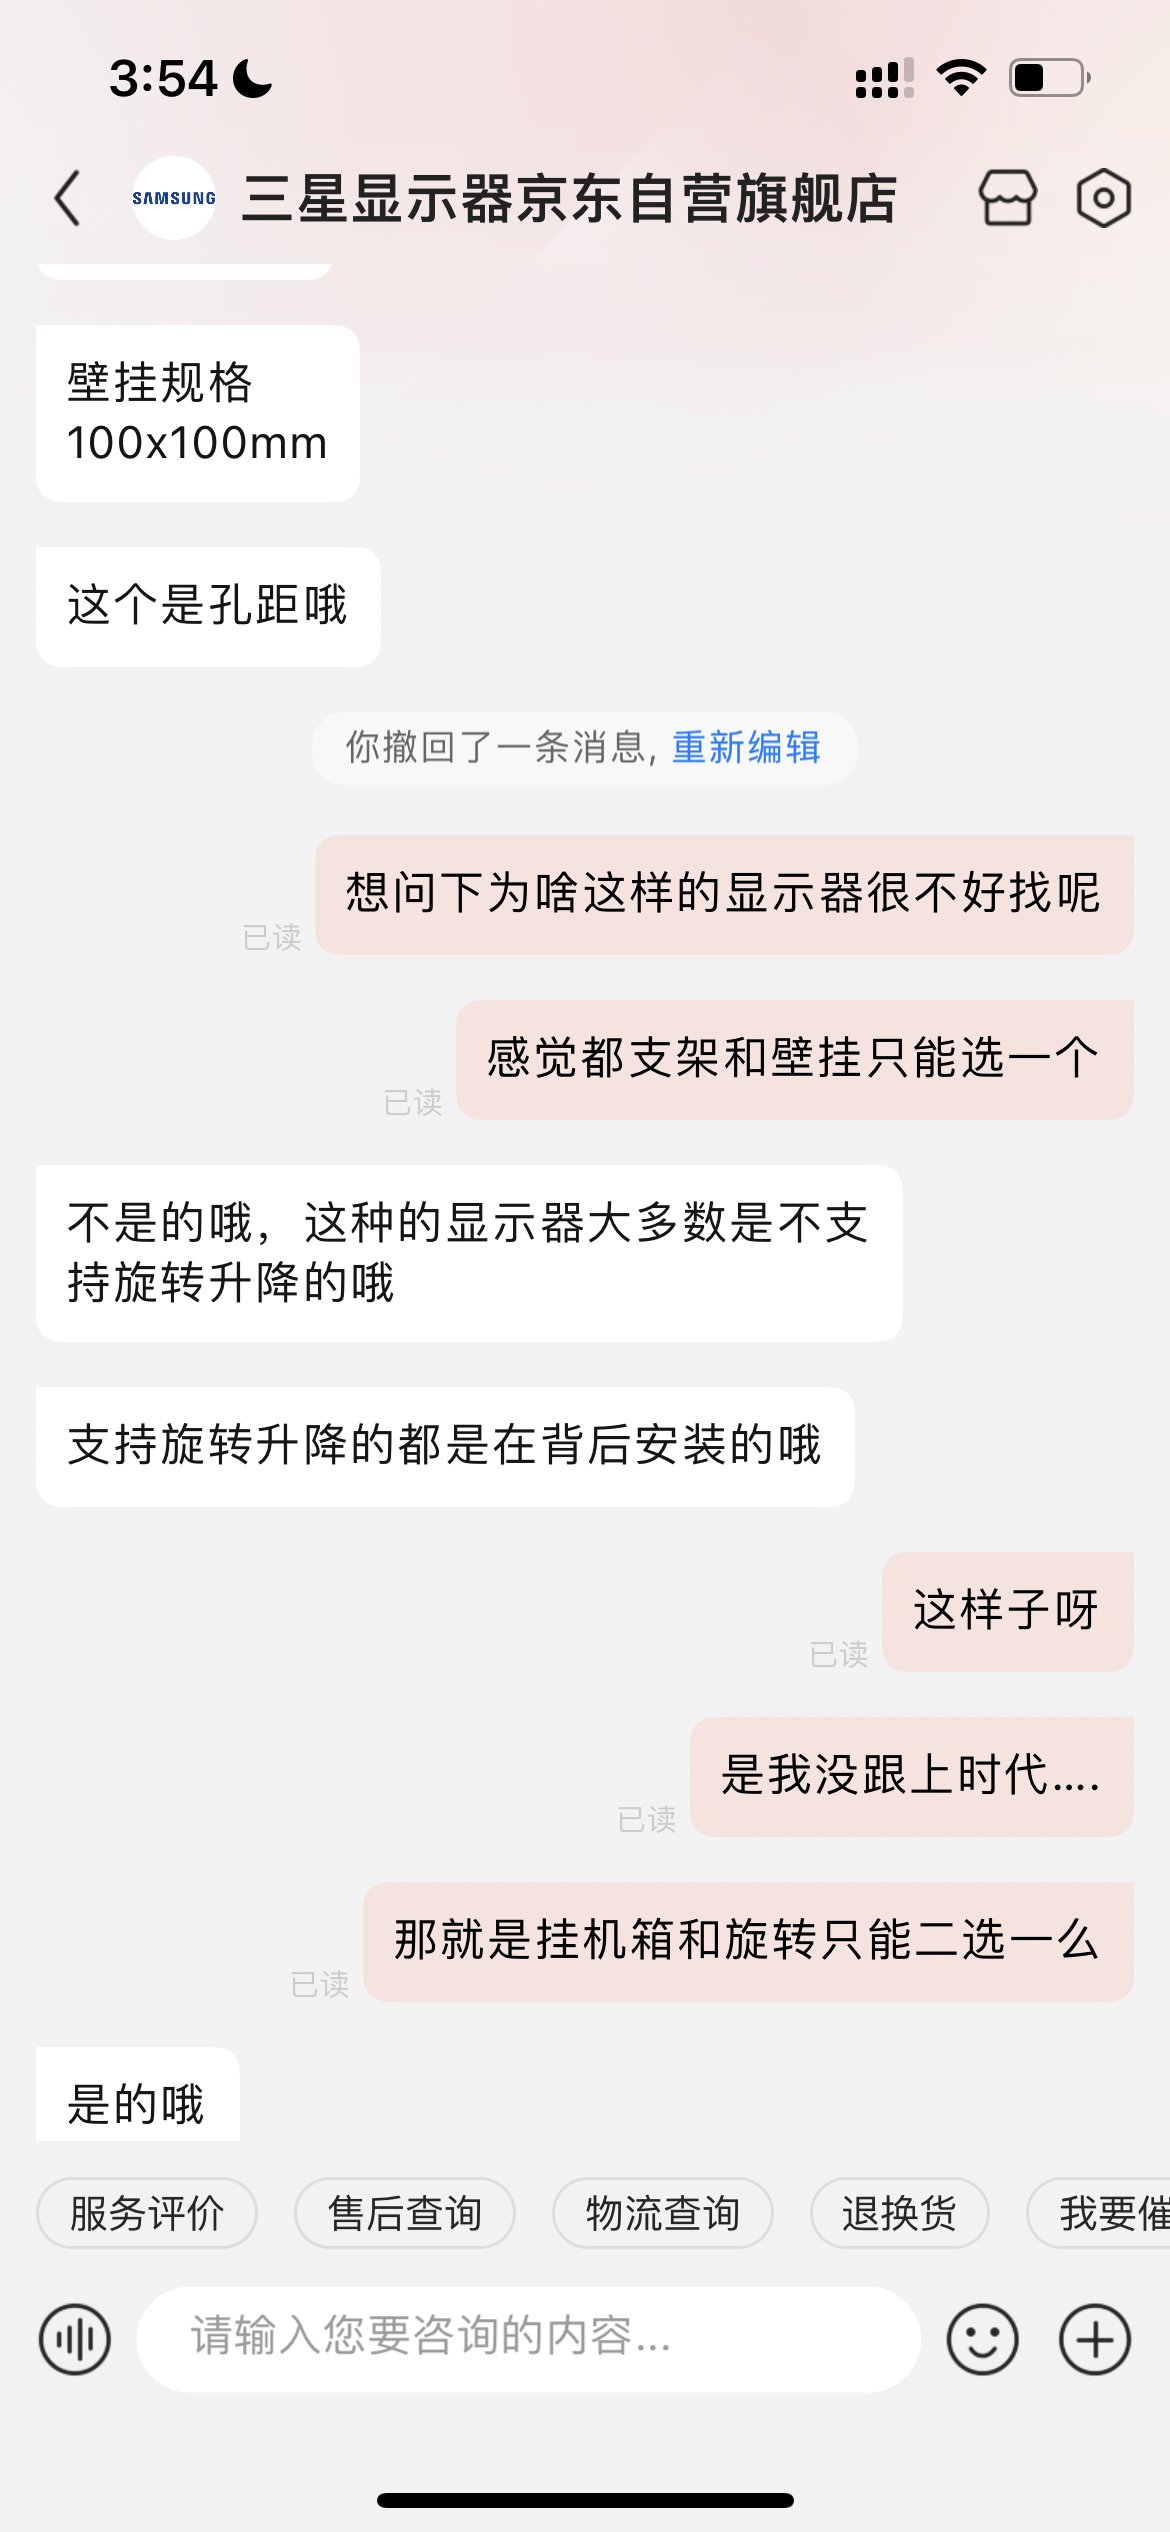 3:54
SAMSUNG
三星显示器京东自营旗舰店
壁挂规格
100x100mm
这个是孔距哦
你撤回了一条消息, 重新编辑
想问下为啥这样的显示器很不好找呢
已读
感觉都支架和壁挂只能选一个
已读
不是的哦，这种的显示器大多数是不支
持旋转升降的哦
支持旋转升降的都是在背后安装的哦
这样子呀
已读
是我没跟上时代....
已读
那就是挂机箱和旋转只能二选一么
已读
是的哦
服务评价
售后查询
物流查询
退换货
我要催
请输入您要咨询的内容...